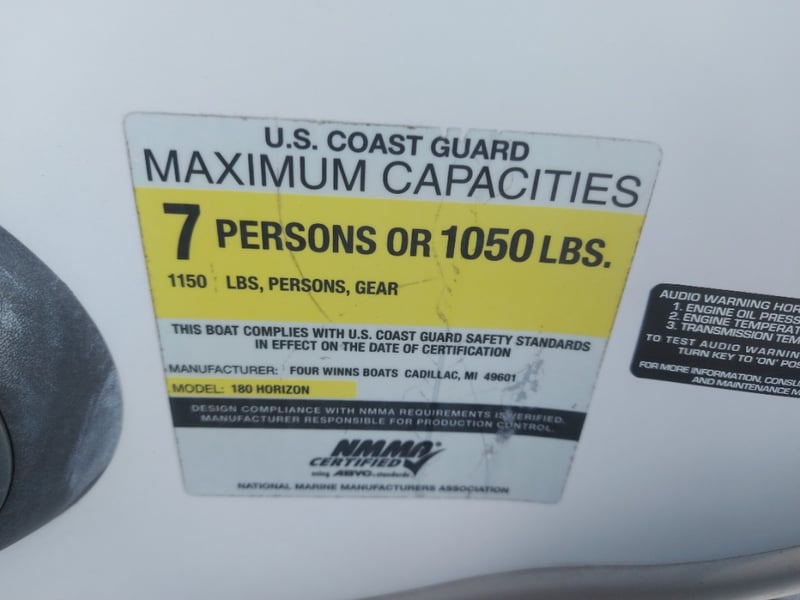 U.S. COAST GUARD
MAXIMUM CAPACITIES
7 PERSONS OR 1050 LBS.
1150 LBS, PERSONS, GEAR
THIS BOAT COMPLIES WITH U.S. COAST GUARD SAFETY STANDARDS
IN EFFECT ON THE DATE OF CERTIFICATION
MANUFACTURER: FOUR WINNS BOATS CADILLAC, MI 49601
MODEL: 180 HORIZON
DESIGN COMPLIANCE WITH NMMA REQUIREMENTS IS VERIFIED.
MANUFACTURER RESPONSIBLE FOR PRODUCTION CONTROL.
NMMA
CERTIFIED
using ABYC standards
NATIONAL MARINE MANUFACTURERS ASSOCIATION
AUDIO WARNING HOR
1. ENGINE OIL PRESS
2. ENGINE TEMPERAT
3. TRANSMISSION TEM
TO TEST AUDIO WARNIN
TURN KEY TO 'ON' POS
FOR MORE INFORMATION, CONSU
AND MAINTENANCE M